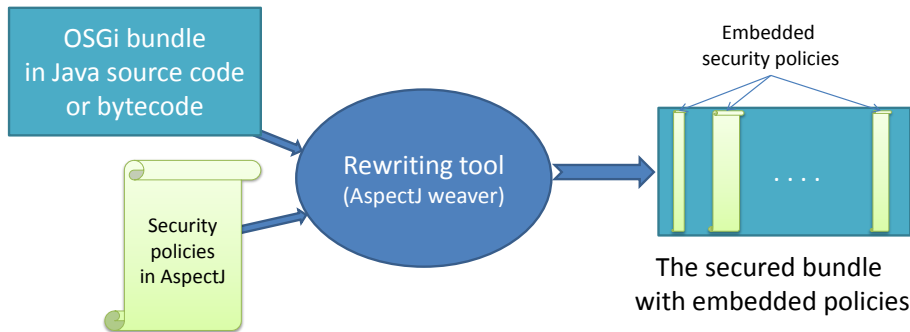 OSGi bundle
in Java source code
or bytecode
Security
policies
in AspectJ
Rewriting tool
(AspectJ weaver)
Embedded
security policies
. . . .
The secured bundle
with embedded policies